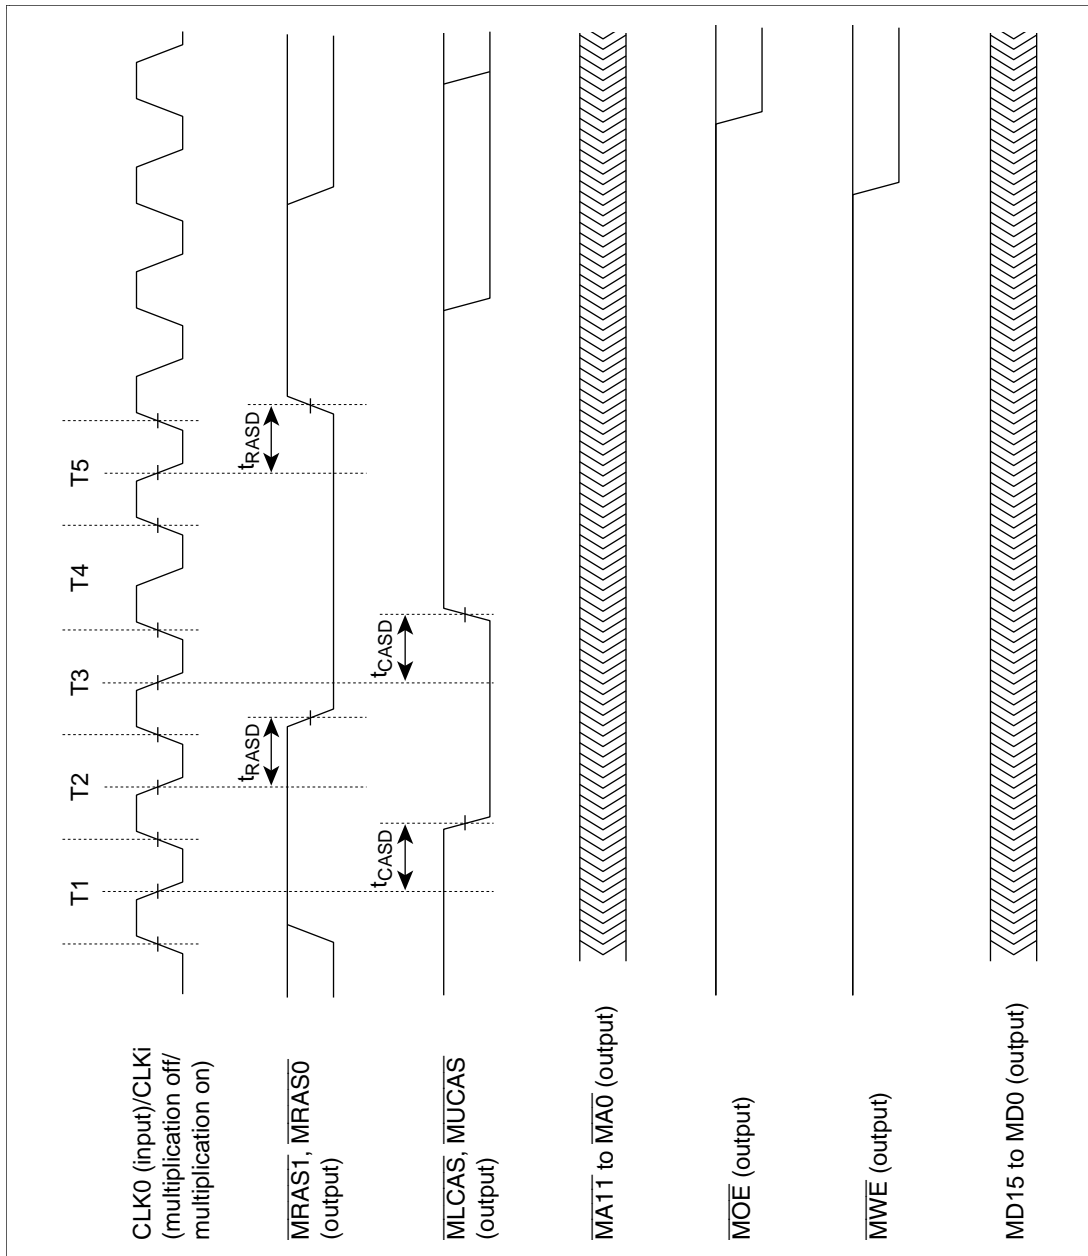 T1
T2
T3
T4
T5
CLK0 (input)/CLKi
(multiplication off/
multiplication on)
MRAS1, MRAS0
(output)
tRASD
tRASD
MLCAS, MUCAS
(output)
tCASD
tCASD
MA11 to MA0 (output)
MOE (output)
MWE (output)
MD15 to MD0 (output)